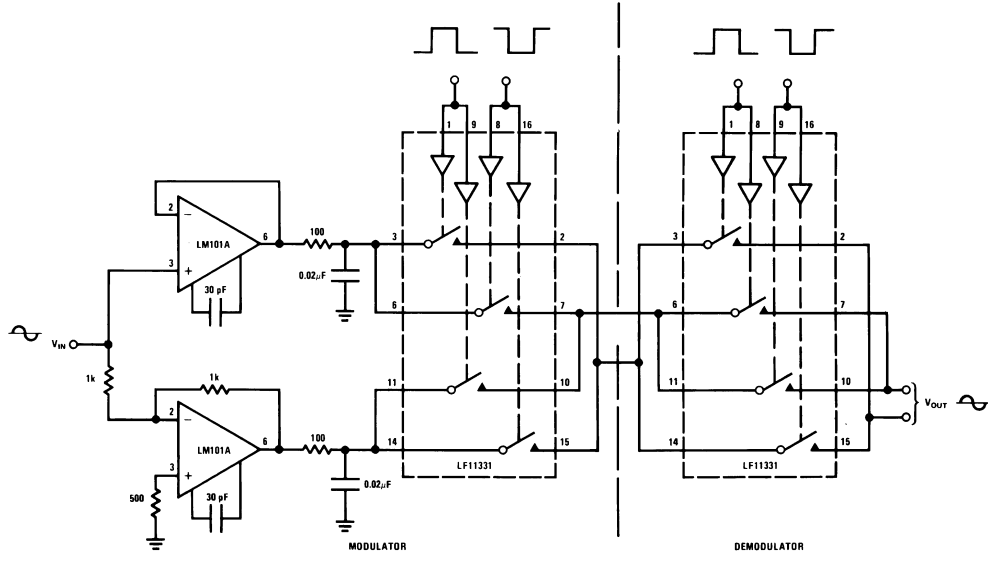 1 9 8 16
1 8 9 16
3 2 3 2
2
LM101A 6 100
3
0.02μF
30 pF
6 7 6 7
VIN
1k 1k
11 10 11 10
VOUT
2
LM101A 6 100
14 15 14 15
3
LF11331 LF11331
500 30 pF 0.02μF
MODULATOR DEMODULATOR